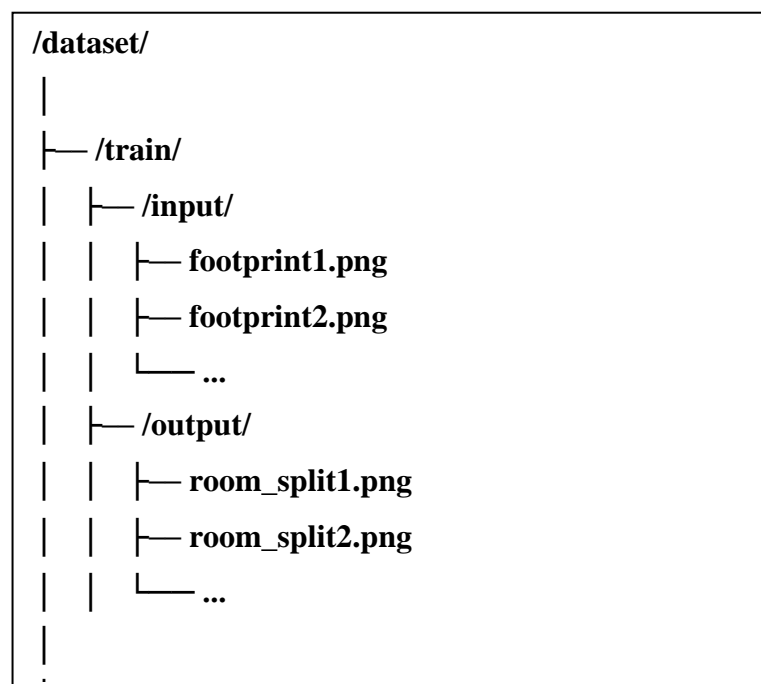 /dataset/
│
├── /train/
│ ├── /input/
│ │ ├── footprint1.png
│ │ ├── footprint2.png
│ │ └── ...
│ ├── /output/
│ │ ├── room_split1.png
│ │ ├── room_split2.png
│ │ └── ...
│